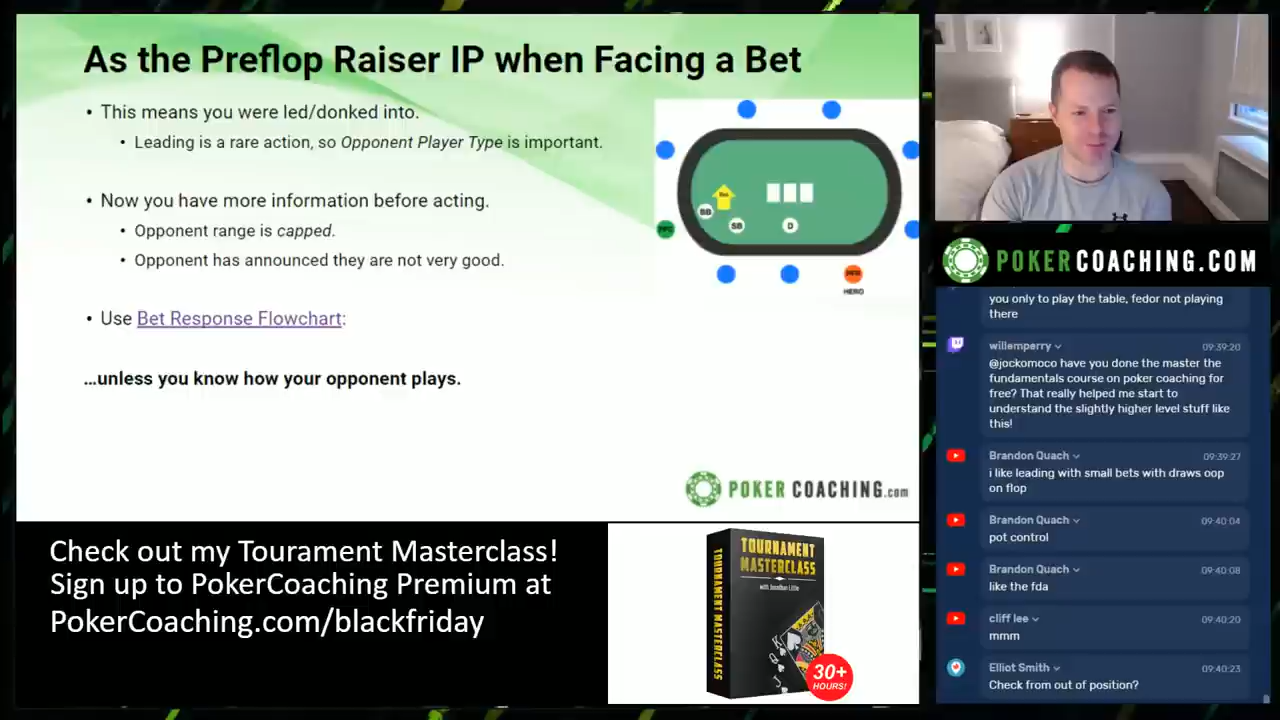 As the Preflop Raiser IP when Facing a Bet
• This means you were led/donked into.
• Leading is a rare action, so Opponent Player Type is important.
• Now you have more information before acting.
• Opponent range is capped.
• Opponent has announced they are not very good.
• Use Bet Response Flowchart:
...unless you know how your opponent plays.
BB
SB
D
HERO
POKER COACHING.com
Check out my Tourament Masterclass!
Sign up to PokerCoaching Premium at
PokerCoaching.com/blackfriday
TOURNAMENT MASTERCLASS
TOURNAMENT
MASTERCLASS
with Jonathan Little
K
Q
J
30+
HOURS!
POKERCOACHING.COM
you only to play the table, fedor not playing
there
willemperry 09:39:20
@jockomoco have you done the master the
fundamentals course on poker coaching for
free? That really helped me start to
understand the slightly higher level stuff like
this!
Brandon Quach 09:39:27
i like leading with small bets with draws oop
on flop
Brandon Quach 09:40:04
pot control
Brandon Quach 09:40:08
like the fda
cliff lee 09:40:20
mmm
Elliot Smith 09:40:23
Check from out of position?